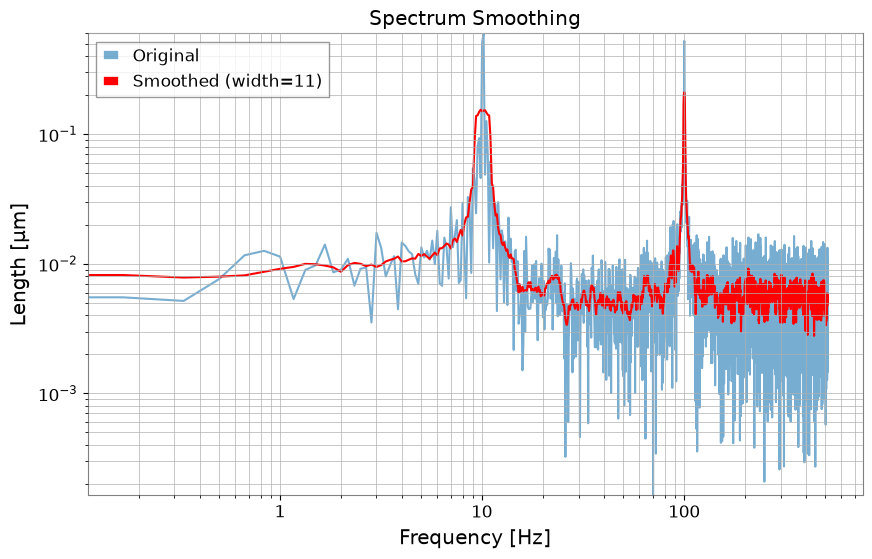 Spectrum Smoothing
Original
Smoothed (width=11)
10⁻¹
10⁻²
10⁻³
Length [µm]
1 10 100
Frequency [Hz]